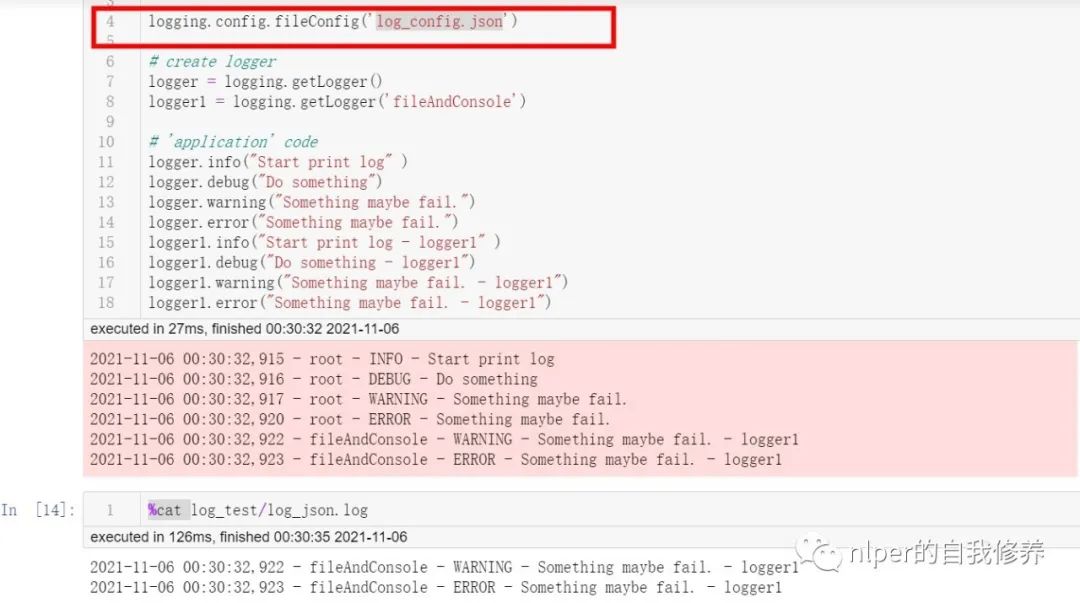 4 logging.config.fileConfig('log_config.json')
5
6 # create logger
7 logger = logging.getLogger()
8 logger1 = logging.getLogger('fileAndConsole')
9
10 # 'application' code
11 logger.info("Start print log" )
12 logger.debug("Do something")
13 logger.warning("Something maybe fail.")
14 logger.error("Something maybe fail.")
15 logger1.info("Start print log - logger1" )
16 logger1.debug("Do something - logger1")
17 logger1.warning("Something maybe fail. - logger1")
18 logger1.error("Something maybe fail. - logger1")
executed in 27ms, finished 00:30:32 2021-11-06
2021-11-06 00:30:32,915 - root - INFO - Start print log
2021-11-06 00:30:32,916 - root - DEBUG - Do something
2021-11-06 00:30:32,917 - root - WARNING - Something maybe fail.
2021-11-06 00:30:32,920 - root - ERROR - Something maybe fail.
2021-11-06 00:30:32,922 - fileAndConsole - WARNING - Something maybe fail. - logger1
2021-11-06 00:30:32,923 - fileAndConsole - ERROR - Something maybe fail. - logger1
In [14]: 1 %cat log_test/log_json.log
executed in 126ms, finished 00:30:35 2021-11-06
nlper的自我修养
2021-11-06 00:30:32,922 - fileAndConsole - WARNING - Something maybe fail. - logger1
2021-11-06 00:30:32,923 - fileAndConsole - ERROR - Something maybe fail. - logger1